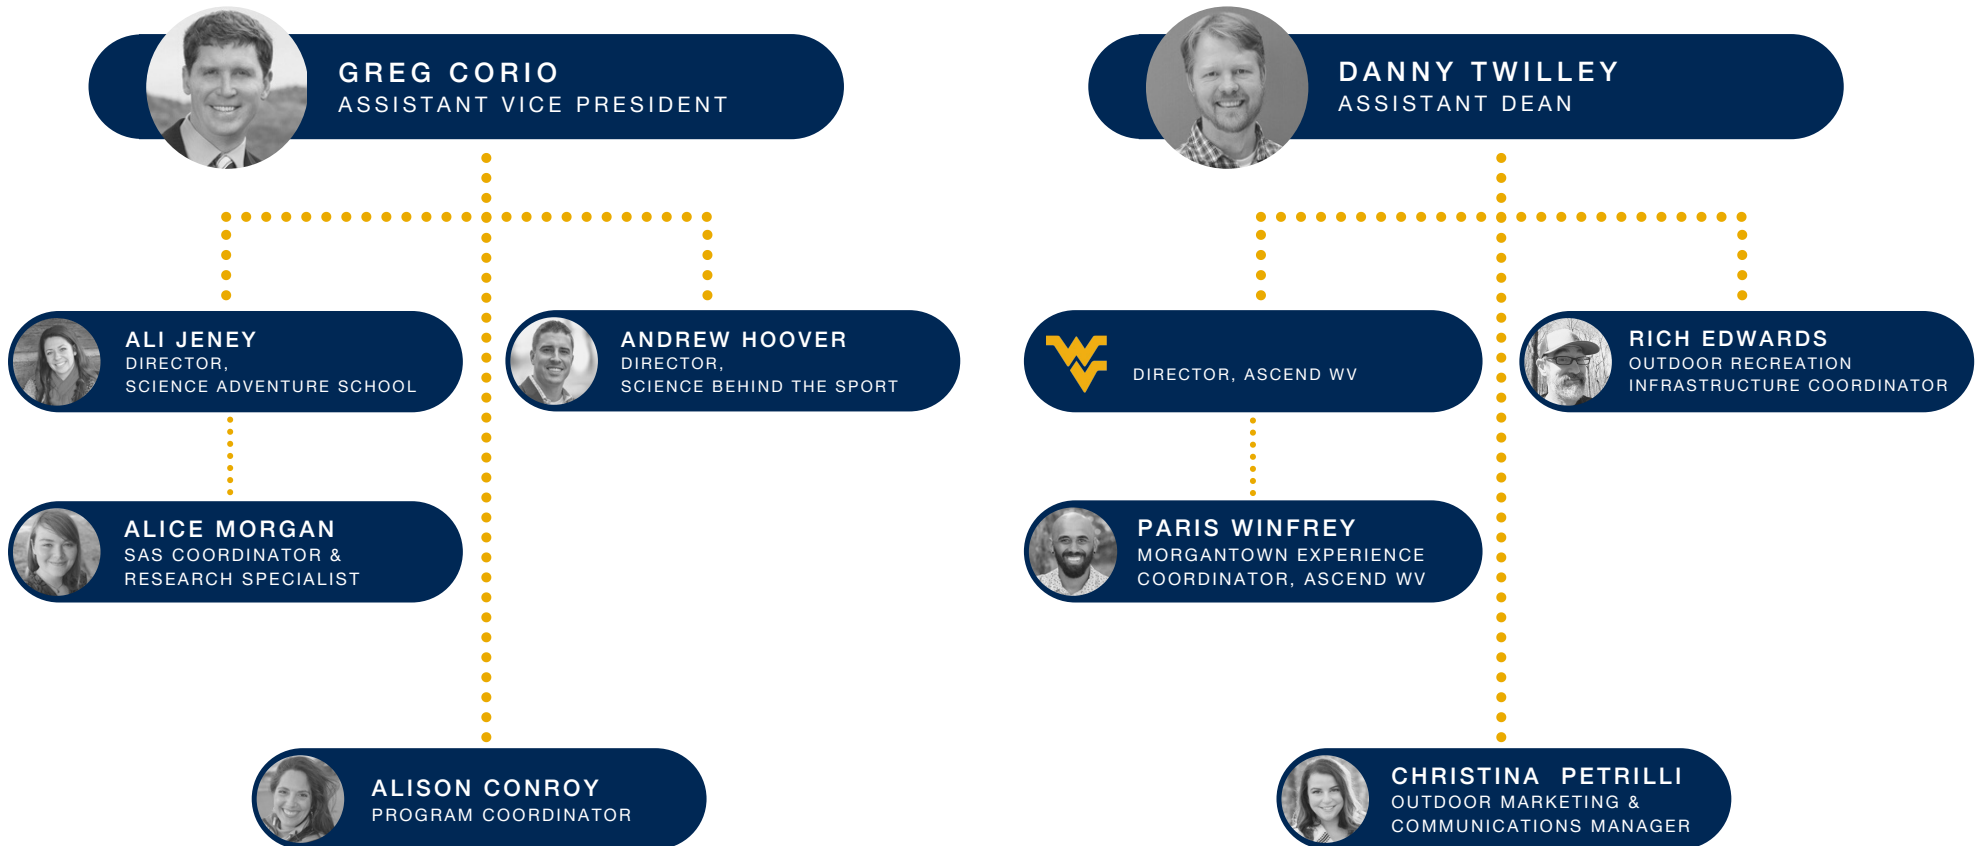 GREG CORIO
ASSISTANT VICE PRESIDENT
DANNY TWILLEY
ASSISTANT DEAN
ALI JENEY
DIRECTOR,
SCIENCE ADVENTURE SCHOOL
ANDREW HOOVER
DIRECTOR,
SCIENCE BEHIND THE SPORT
DIRECTOR, ASCEND WV
RICH EDWARDS
OUTDOOR RECREATION
INFRASTRUCTURE COORDINATOR
ALICE MORGAN
SAS COORDINATOR &
RESEARCH SPECIALIST
PARIS WINFREY
MORGANTOWN EXPERIENCE
COORDINATOR, ASCEND WV
ALISON CONROY
PROGRAM COORDINATOR
CHRISTINA PETRILLI
OUTDOOR MARKETING &
COMMUNICATIONS MANAGER